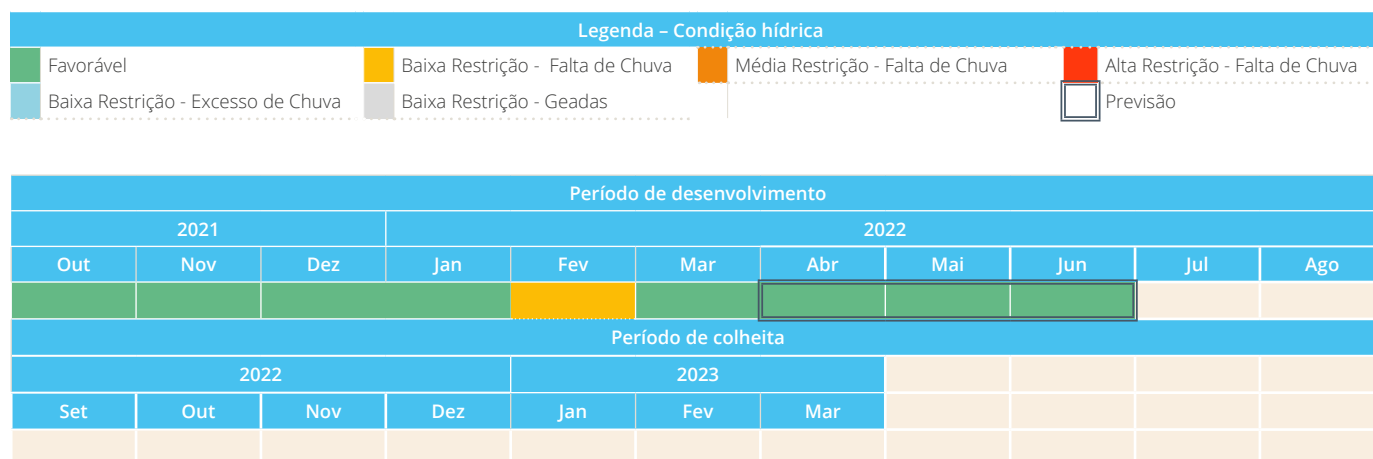 Legenda – Condição hídrica
Favorável Baixa Restrição - Falta de Chuva Média Restrição - Falta de Chuva Alta Restrição - Falta de Chuva
Baixa Restrição - Excesso de Chuva Baixa Restrição - Geadas Previsão
Período de desenvolvimento
2021 2022
Out Nov Dez Jan Fev Mar Abr Mai Jun Jul Ago
Período de colheita
2022 2023
Set Out Nov Dez Jan Fev Mar